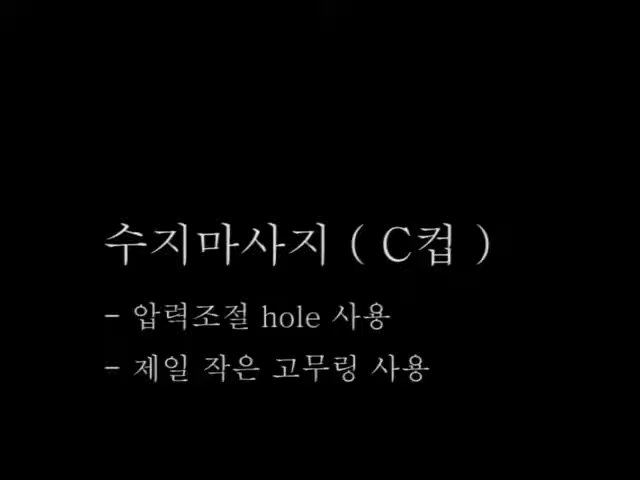 수지마사지 ( C컵 )
- 압력조절 hole 사용
- 제일 작은 고무링 사용